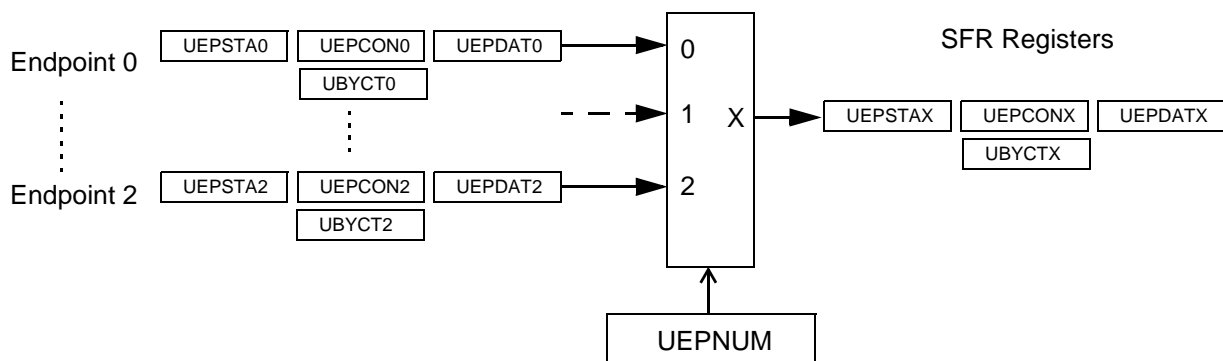 SFR Registers
Endpoint 0 UEPSTA0 UEPCON0 UEPDAT0 0
UBYCT0
1 X UEPSTAX UEPCONX UEPDATX
UBYCTX
Endpoint 2 UEPSTA2 UEPCON2 UEPDAT2 2
UBYCT2
UEPNUM